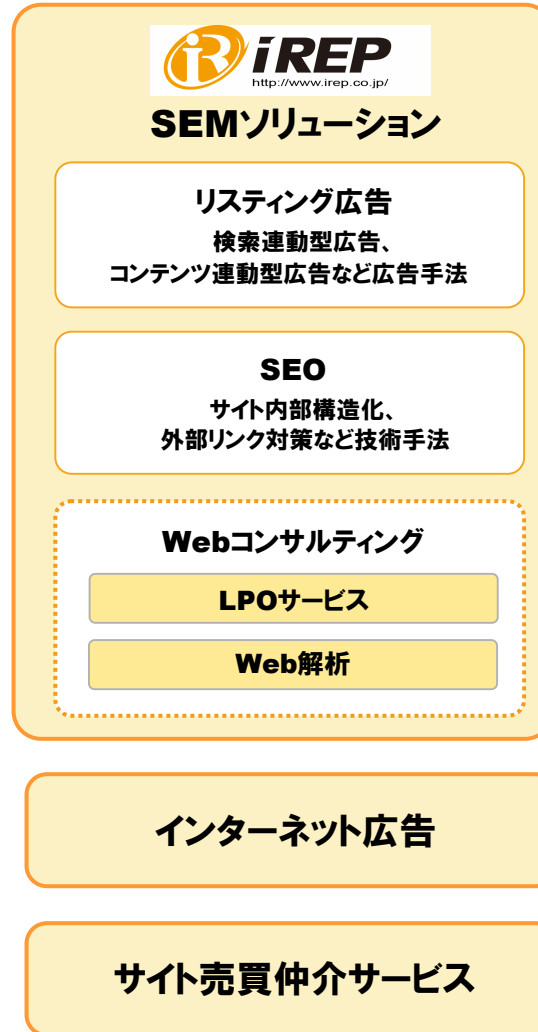 iR iREP
http://www.irep.co.jp/
SEMソリューション
リスティング広告
検索連動型広告、
コンテンツ連動型広告など広告手法
SEO
サイト内部構造化、
外部リンク対策など技術手法
Webコンサルティング
LPOサービス
Web解析
インターネット広告
サイト売買仲介サービス